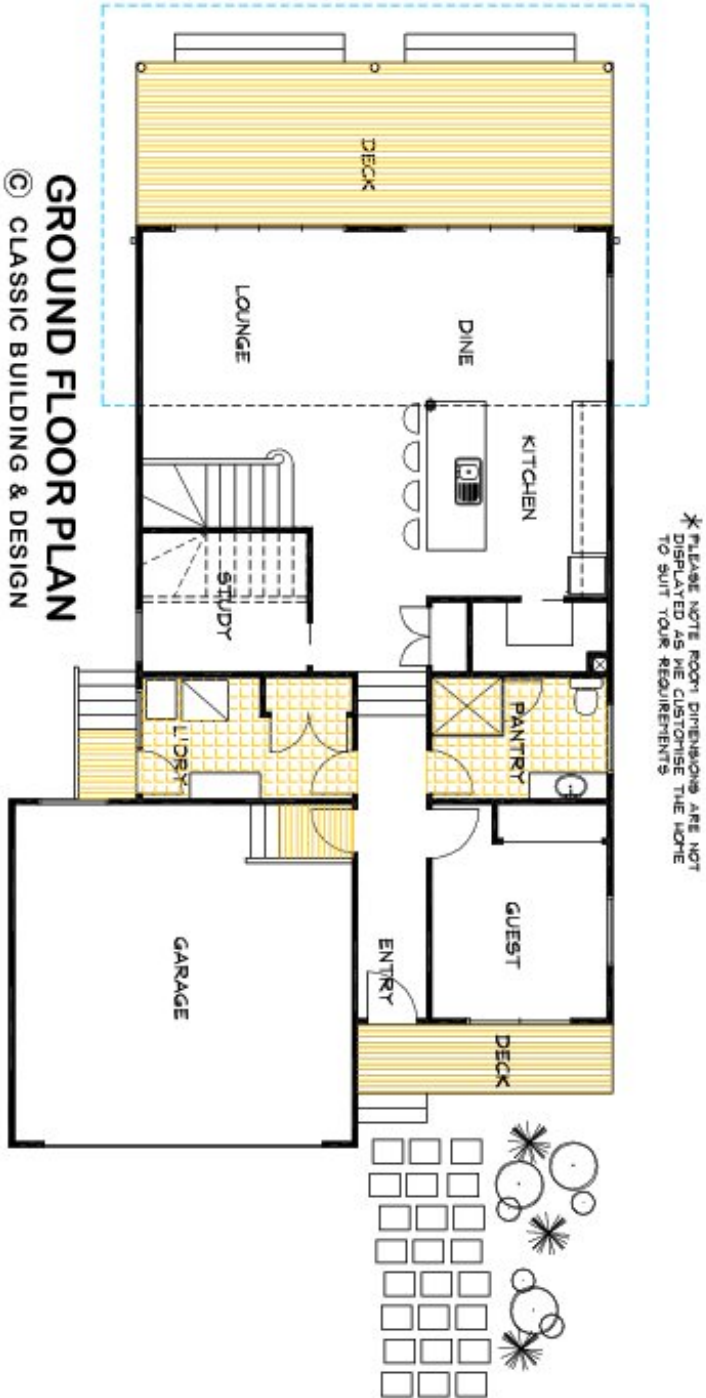 DECK
LOUNGE
DINE
KITCHEN
STUDY
L'DRY
PANTRY
GARAGE
ENTRY
GUEST
DECK
* PLEASE NOTE ROOM DIMENSIONS ARE NOT
DISPLAYED AS WE CUSTOMISE THE HOME
TO SUIT YOUR REQUIREMENTS
GROUND FLOOR PLAN
© CLASSIC BUILDING & DESIGN